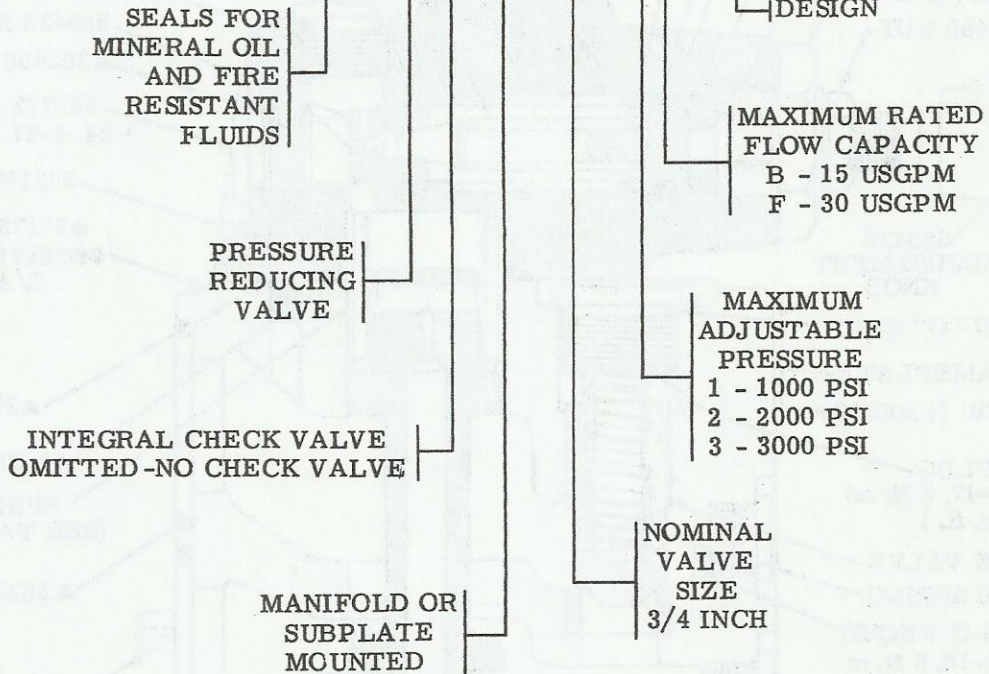 SEALS FOR
MINERAL OIL
AND FIRE
RESISTANT
FLUIDS
DESIGN
MAXIMUM RATED
FLOW CAPACITY
B - 15 USGPM
F - 30 USGPM
PRESSURE
REDUCING
VALVE
MAXIMUM
ADJUSTABLE
PRESSURE
1 - 1000 PSI
2 - 2000 PSI
3 - 3000 PSI
INTEGRAL CHECK VALVE
OMITTED-NO CHECK VALVE
NOMINAL
VALVE
SIZE
3/4 INCH
MANIFOLD OR
SUBPLATE
MOUNTED